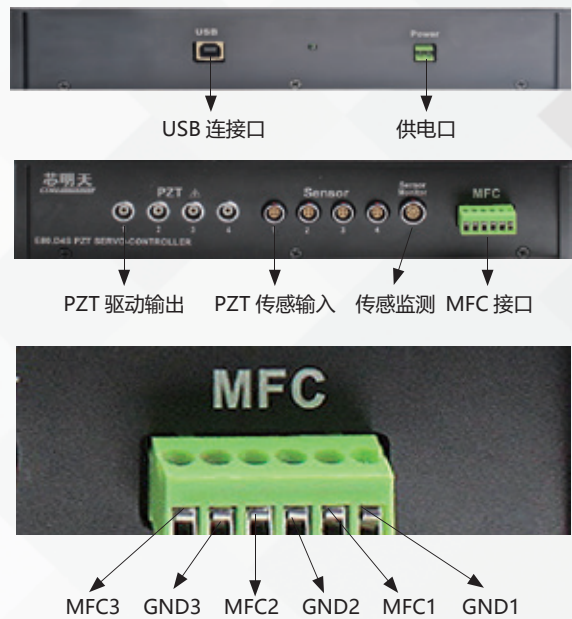 USB Power
USB 连接口 供电口
芯明天
PZT ⚠ Sensor Sensor Monitor MFC
1 2 3 4 1 2 3 4
E80.D4S PZT SERVO-CONTROLLER
PZT 驱动输出 PZT 传感输入 传感监测 MFC 接口
MFC
MFC3 GND3 MFC2 GND2 MFC1 GND1